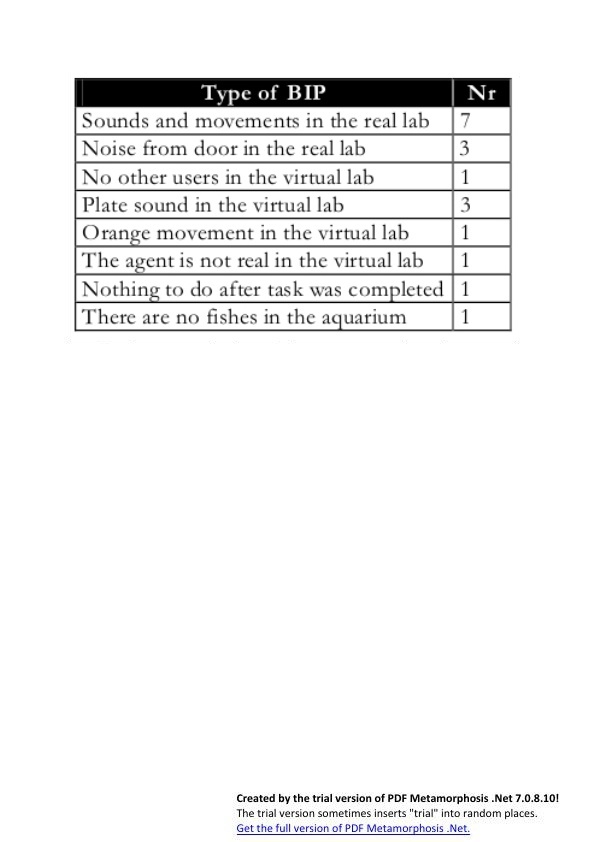 Type of BIP Nr
Sounds and movements in the real lab 7
Noise from door in the real lab 3
No other users in the virtual lab 1
Plate sound in the virtual lab 3
Orange movement in the virtual lab 1
The agent is not real in the virtual lab 1
Nothing to do after task was completed 1
There are no fishes in the aquarium 1
Created by the trial version of PDF Metamorphosis .Net 7.0.8.10!
The trial version sometimes inserts "trial" into random places.
Get the full version of PDF Metamorphosis .Net.